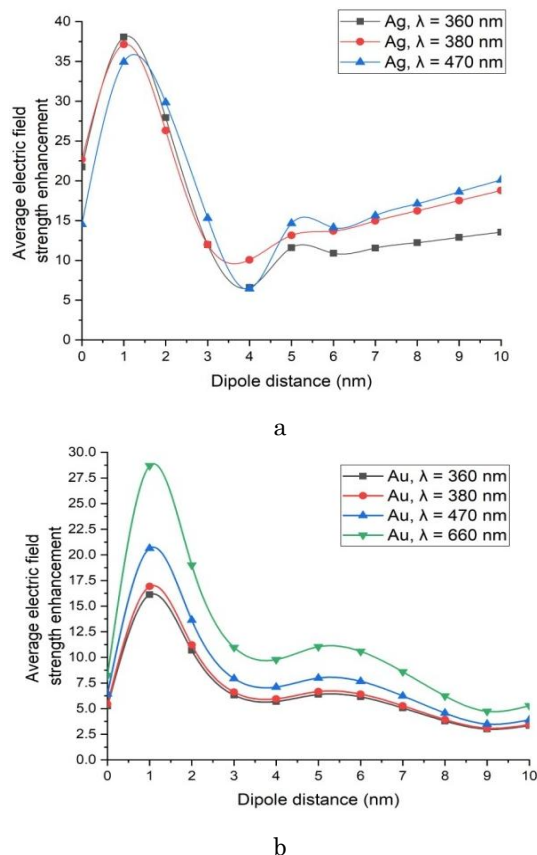 40
35
30
25
20
15
10
5
0
Average electric field
strength enhancement
Ag, λ = 360 nm
Ag, λ = 380 nm
Ag, λ = 470 nm
0 1 2 3 4 5 6 7 8 9 10
Dipole distance (nm)
a
30.0
27.5
25.0
22.5
20.0
17.5
15.0
12.5
10.0
7.5
5.0
2.5
0.0
Average electric field
strength enhancement
Au, λ = 360 nm
Au, λ = 380 nm
Au, λ = 470 nm
Au, λ = 660 nm
0 1 2 3 4 5 6 7 8 9 10
Dipole distance (nm)
b